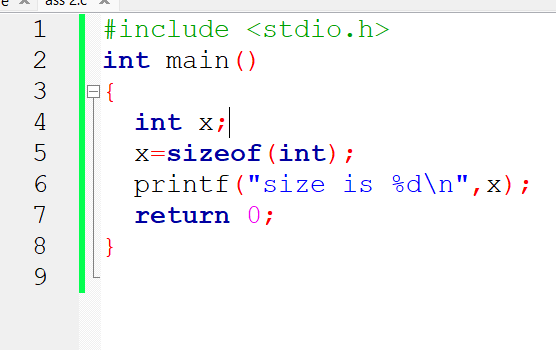 e ass 2.c
1 #include <stdio.h>
2 int main()
3 {
4 int x;
5 x=sizeof(int);
6 printf("size is %d\n",x);
7 return 0;
8 }
9